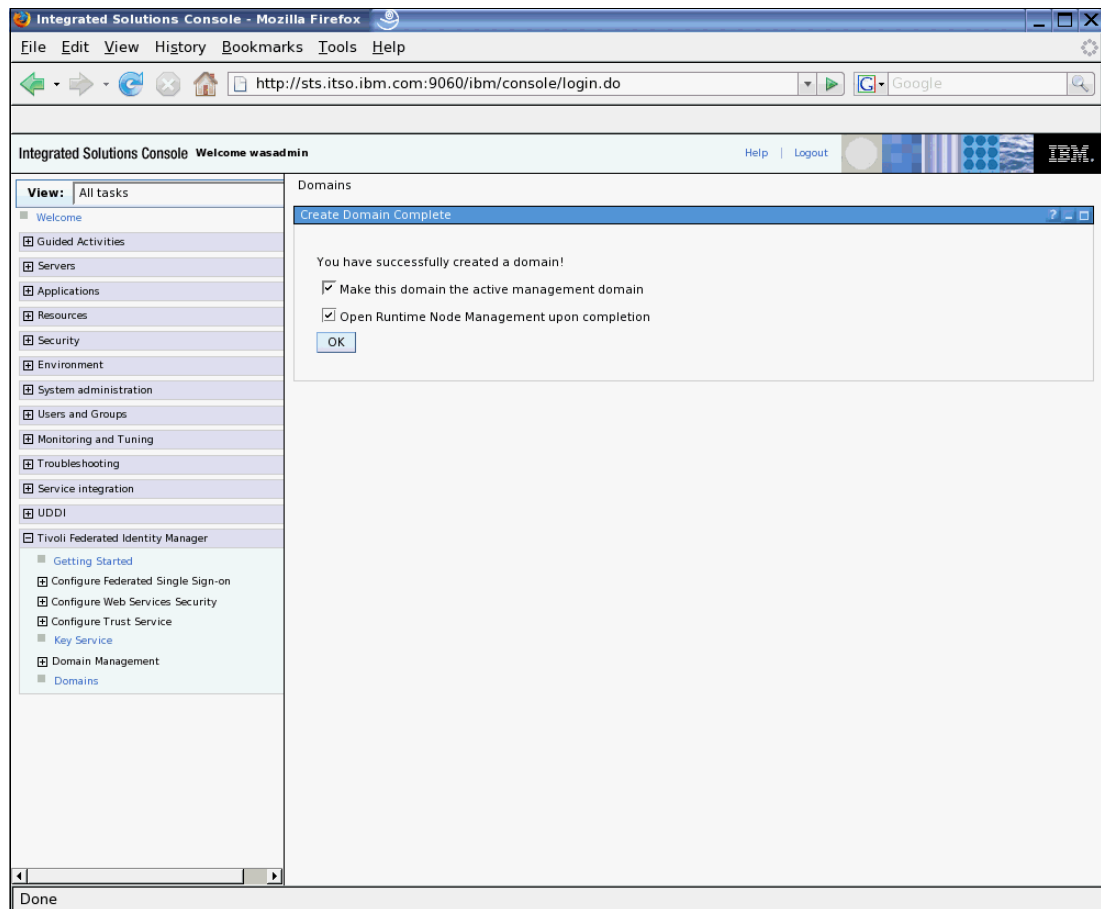 Integrated Solutions Console - Mozilla Firefox
File Edit View History Bookmarks Tools Help
http://sts.itso.ibm.com:9060/ibm/console/login.do
G Google
Integrated Solutions Console Welcome wasadmin
Help | Logout
IBM.
View: All tasks
Welcome
Guided Activities
Servers
Applications
Resources
Security
Environment
System administration
Users and Groups
Monitoring and Tuning
Troubleshooting
Service integration
UDDI
Tivoli Federated Identity Manager
Getting Started
Configure Federated Single Sign-on
Configure Web Services Security
Configure Trust Service
Key Service
Domain Management
Domains
Domains
Create Domain Complete
?
You have successfully created a domain!
Make this domain the active management domain
Open Runtime Node Management upon completion
OK
Done